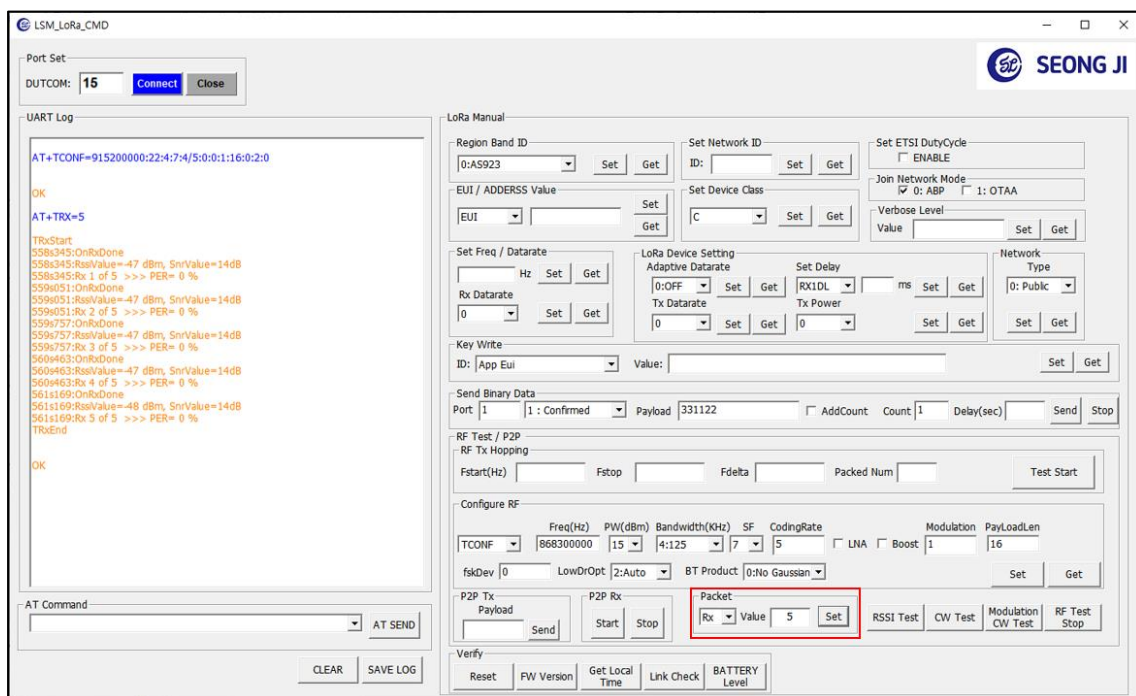 LSM_LoRa_CMD
SEONG JI
Port Set
DUTCOM: 15 Connect Close
UART Log
AT+TCONF=915200000:22:4:7:4/5:0:0:1:16:0:2:0
OK
AT+TRX=5
TRxStart
558s345:OnRxDone
558s345:RssiValue=-47 dBm, SnrValue=14dB
558s345:Rx 1 of 5 >>> PER= 0 %
559s051:OnRxDone
559s051:RssiValue=-47 dBm, SnrValue=14dB
559s051:Rx 2 of 5 >>> PER= 0 %
559s757:OnRxDone
559s757:RssiValue=-47 dBm, SnrValue=14dB
559s757:Rx 3 of 5 >>> PER= 0 %
560s463:OnRxDone
560s463:RssiValue=-47 dBm, SnrValue=14dB
560s463:Rx 4 of 5 >>> PER= 0 %
561s169:OnRxDone
561s169:RssiValue=-48 dBm, SnrValue=14dB
561s169:Rx 5 of 5 >>> PER= 0 %
TRxEnd
OK
AT Command
AT SEND
CLEAR SAVE LOG
LoRa Manual
Region Band ID
0:AS923 Set Get
Set Network ID
ID: Set Get
Set ETSI DutyCycle
ENABLE
Join Network Mode
0: ABP 1: OTAA
EUI / ADDERSS Value
EUI Set
Get
Set Device Class
C Set Get
Verbose Level
Value Set Get
Set Freq / Datarate
Hz Set Get
Rx Datarate
0 Set Get
LoRa Device Setting
Adaptive Datarate Set Delay
0:OFF Set Get RX1DL ms Set Get
Tx Datarate Tx Power
0 Set Get 0 Set Get
Network
Type
0: Public
Set Get
Key Write
ID: App Eui Value: Set Get
Send Binary Data
Port 1 1 : Confirmed Payload 331122 AddCount Count 1 Delay(sec) Send Stop
RF Test / P2P
RF Tx Hopping
Fstart(Hz) Fstop Fdelta Packed Num Test Start
Configure RF
Freq(Hz) PW(dBm) Bandwidth(KHz) SF CodingRate Modulation PayLoadLen
TCONF 868300000 15 4:125 7 5 LNA Boost 1 16
fskDev 0 LowDrOpt 2:Auto BT Product 0:No Gaussian Set Get
P2P Tx
Payload
Send
P2P Rx
Start Stop
Packet
Rx Value 5 Set
RSSI Test CW Test Modulation CW Test RF Test Stop
Verify
Reset FW Version Get Local Time Link Check BATTERY Level